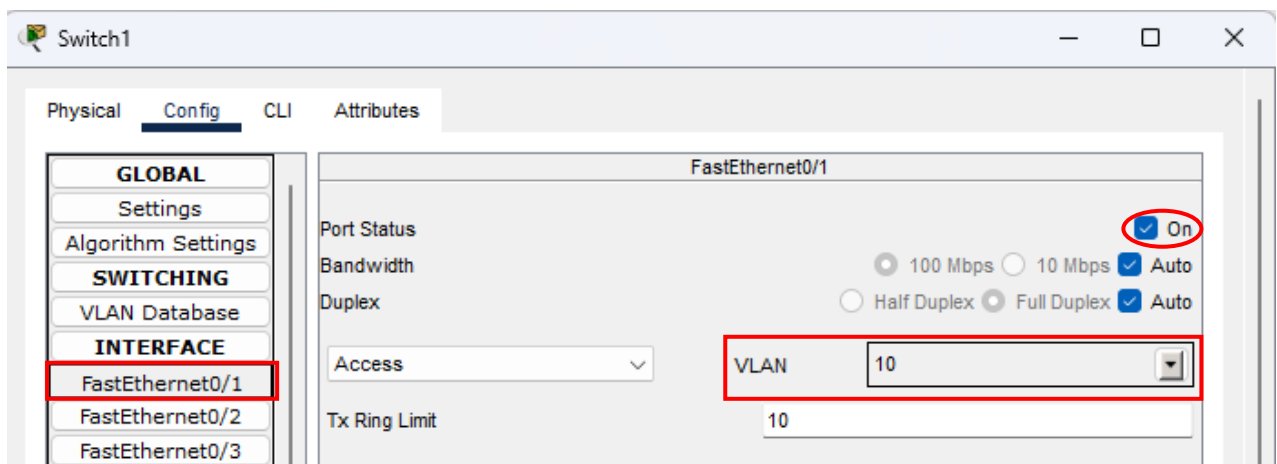 Switch1
Physical Config CLI Attributes
GLOBAL
Settings
Algorithm Settings
SWITCHING
VLAN Database
INTERFACE
FastEthernet0/1
FastEthernet0/2
FastEthernet0/3
FastEthernet0/1
Port Status On
Bandwidth 100 Mbps 10 Mbps Auto
Duplex Half Duplex Full Duplex Auto
Access VLAN 10
Tx Ring Limit 10